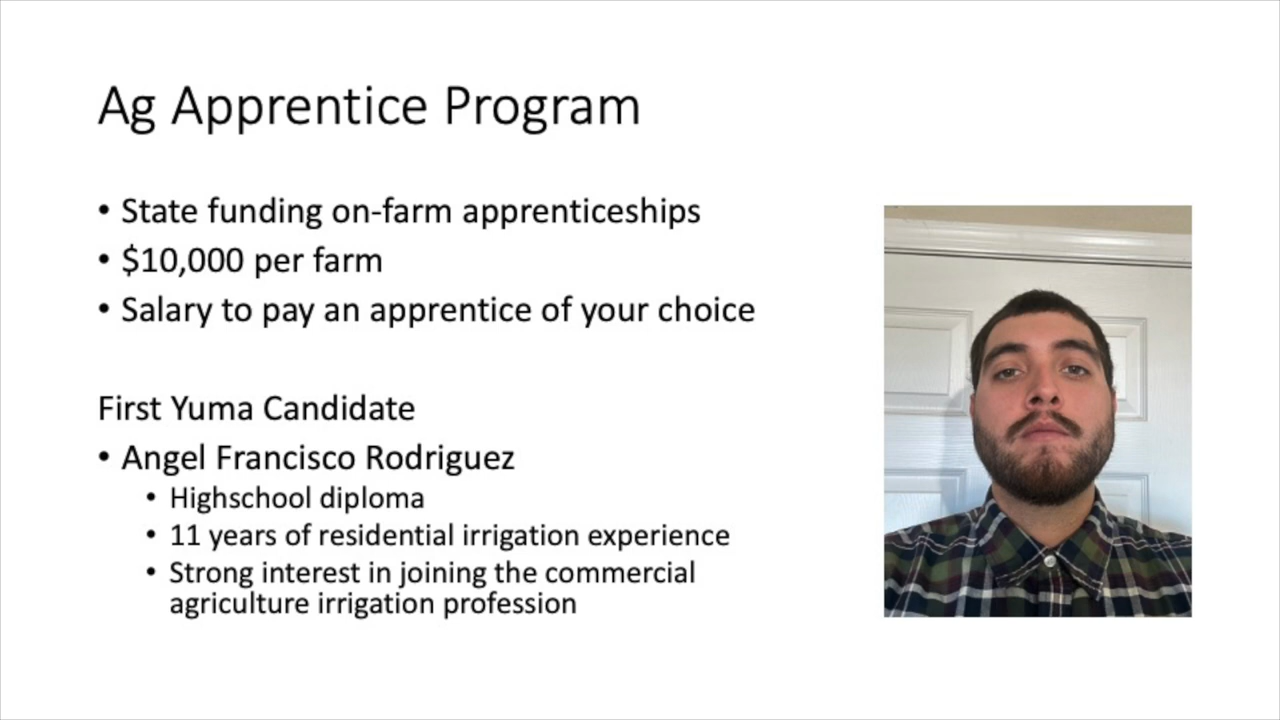 Ag Apprentice Program
• State funding on-farm apprenticeships
• $10,000 per farm
• Salary to pay an apprentice of your choice
First Yuma Candidate
• Angel Francisco Rodriguez
• Highschool diploma
• 11 years of residential irrigation experience
• Strong interest in joining the commercial
agriculture irrigation profession